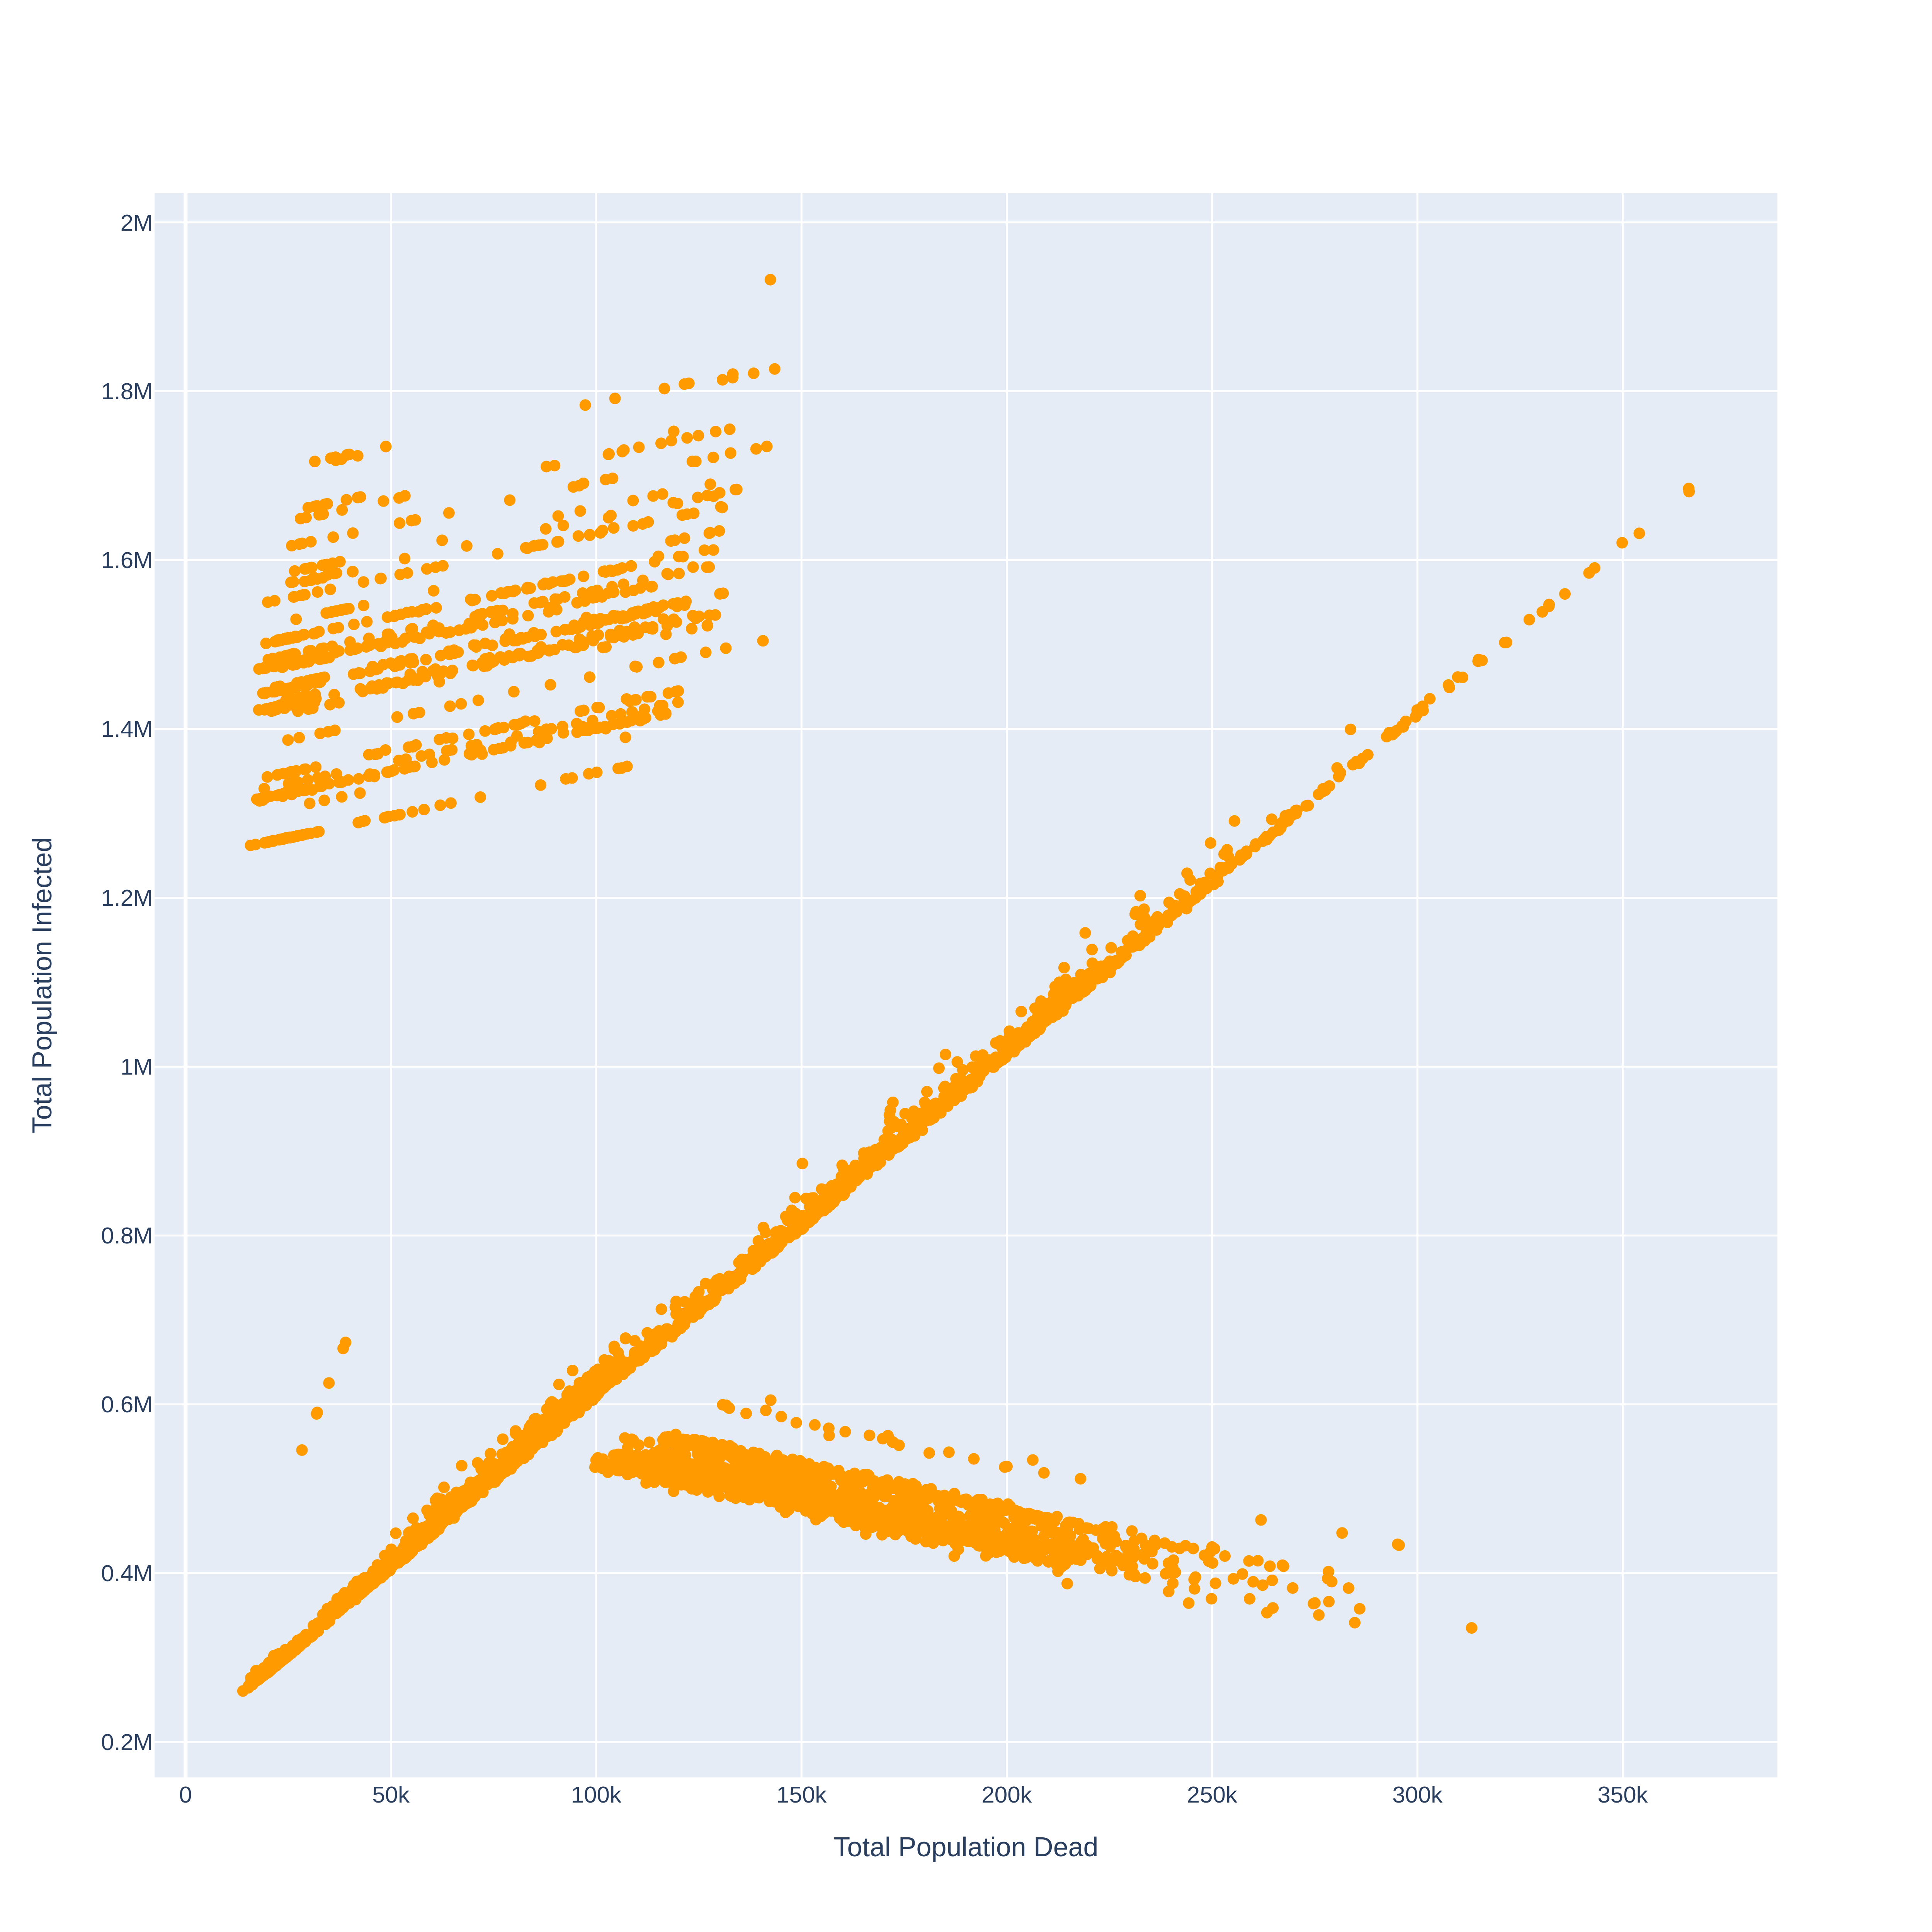 2M
1.8M
1.6M
1.4M
1.2M
1M
0.8M
0.6M
0.4M
0.2M
Total Population Infected
0 50k 100k 150k 200k 250k 300k 350k
Total Population Dead